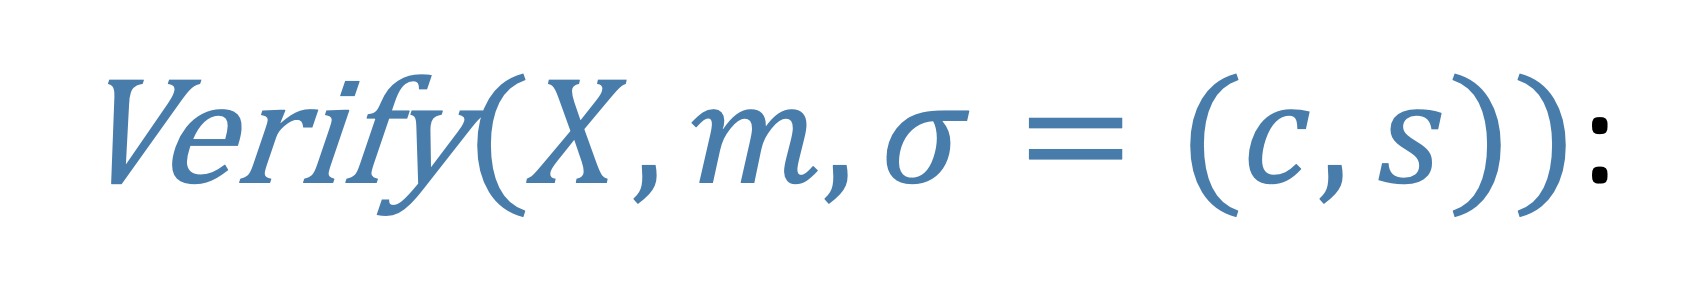 Verify(X, m, σ = (c, s)):